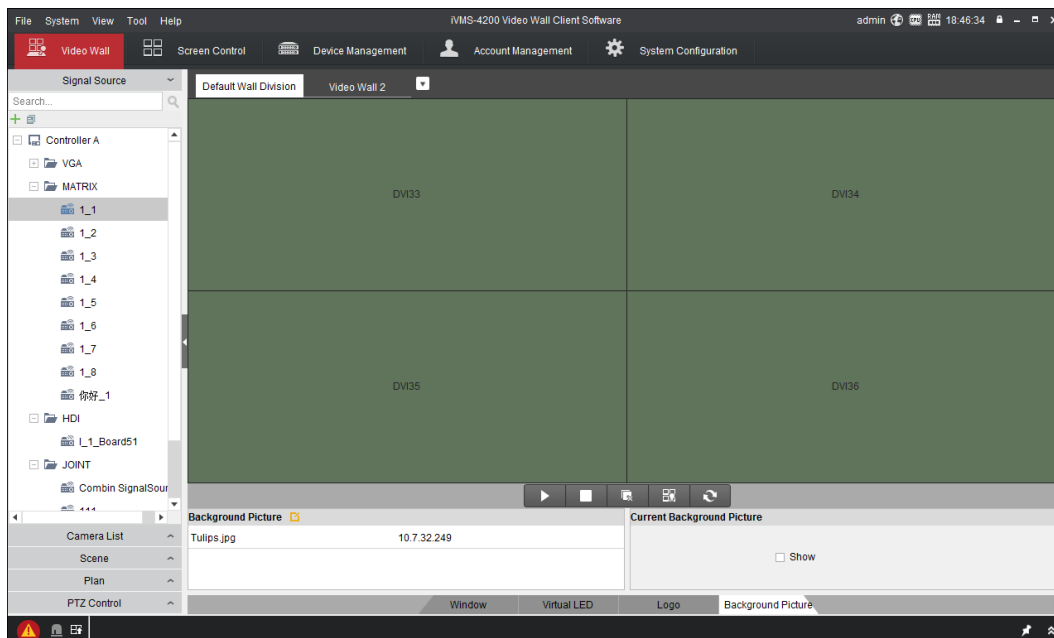 File System View Tool Help iVMS-4200 Video Wall Client Software admin 18:46:34
Video Wall Screen Control Device Management Account Management System Configuration
Signal Source
Default Wall Division Video Wall 2
Search...
Controller A
VGA
MATRIX
DVI33 DVI34
1_1
1_2
1_3
1_4
1_5
1_6
1_7
1_8
DVI35 DVI36
你好_1
HDI
I_1_Board51
JOINT
Combin SignalSour
Background Picture Current Background Picture
Camera List
Tulips.jpg 10.7.32.249
Scene
Show
Plan
PTZ Control
Window Virtual LED Logo Background Picture